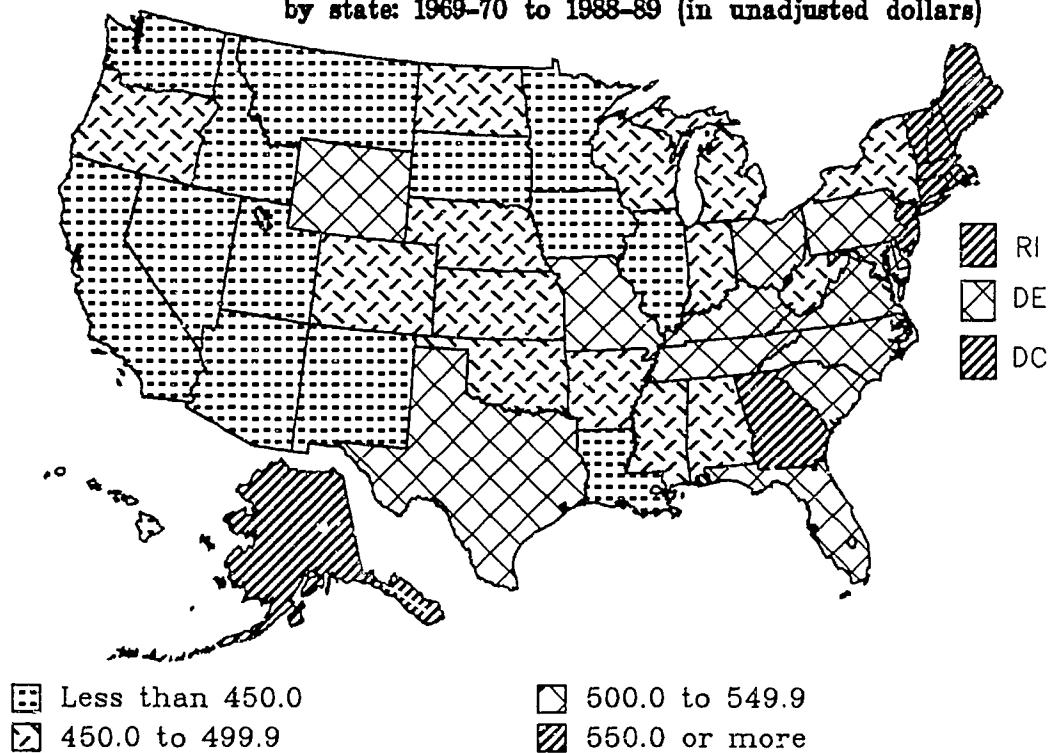 by state: 1969–70 to 1988–89 (in unadjusted dollars)
RI
DE
DC
Less than 450.0
450.0 to 499.9
500.0 to 549.9
550.0 or more